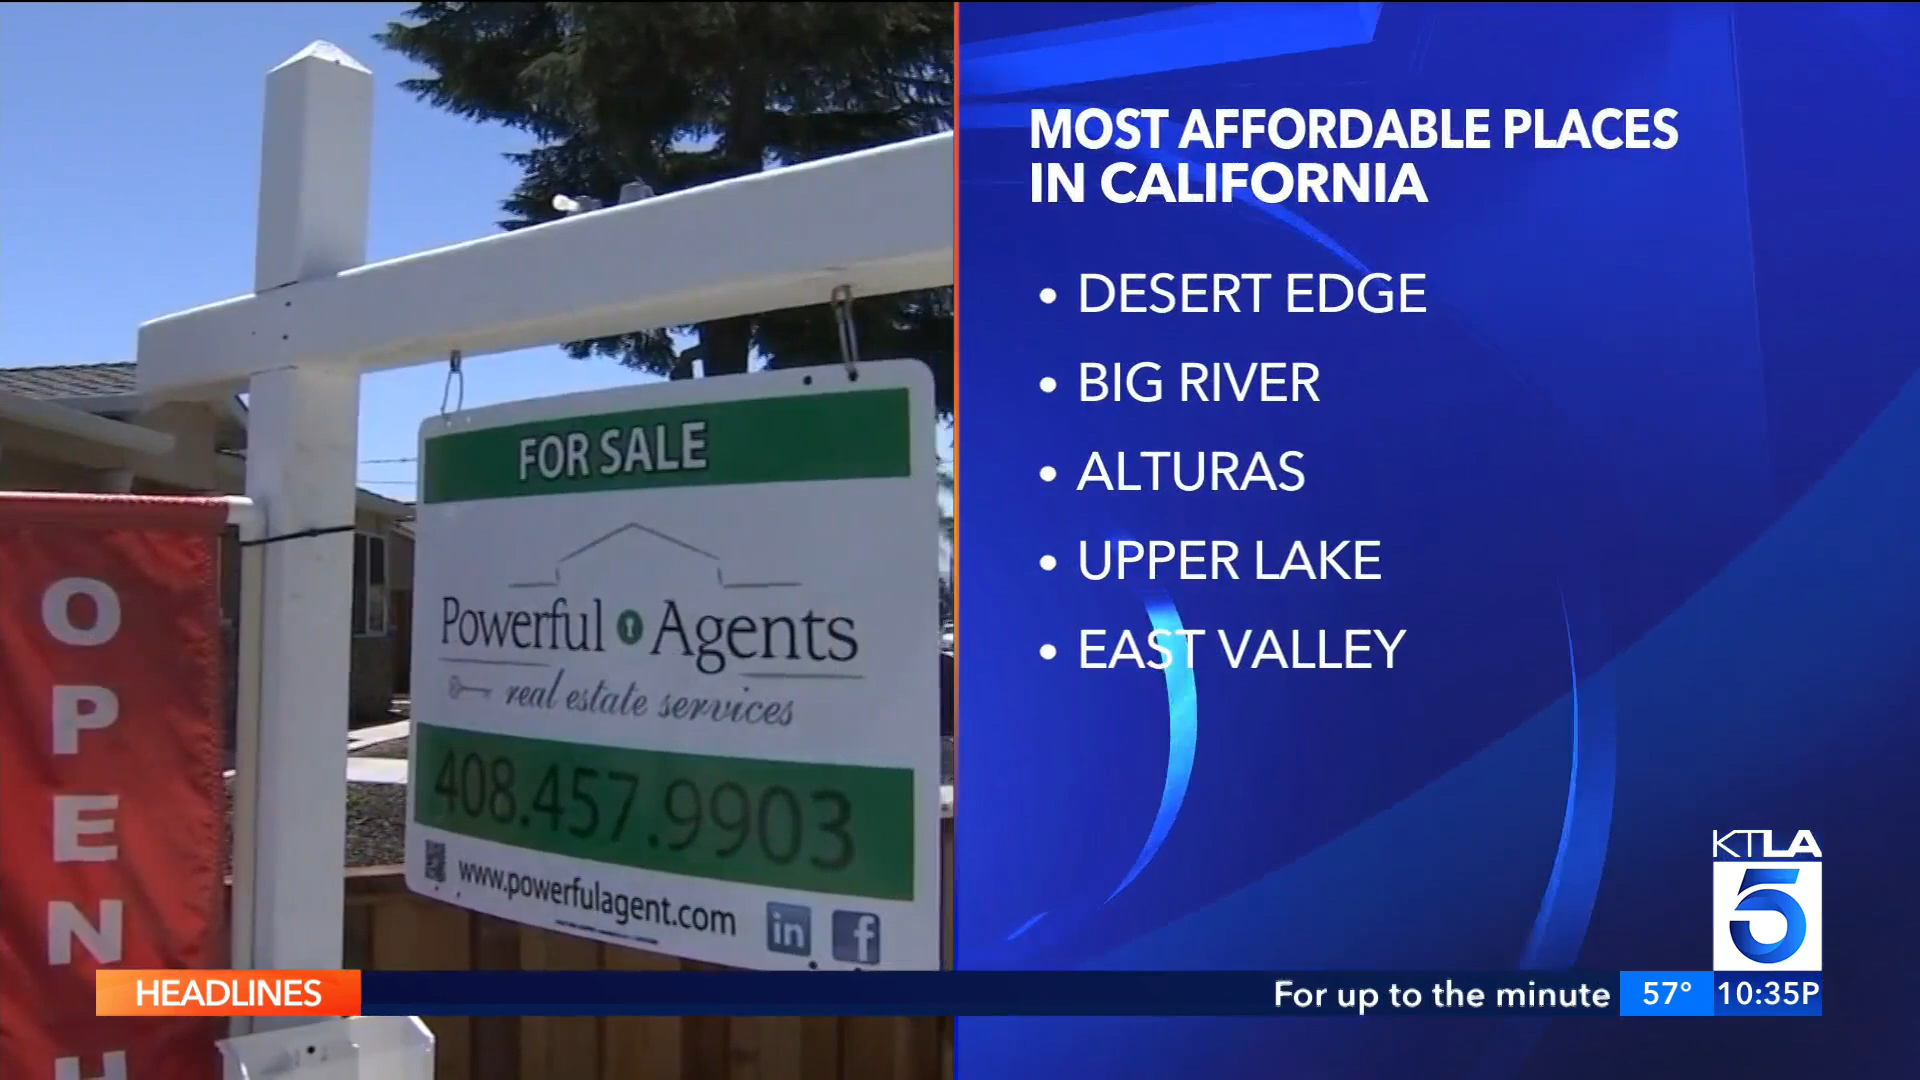 FOR SALE
Powerful Agents
real estate services
408.457.9903
www.powerfulagent.com
in f
O
P
E
N
H
MOST AFFORDABLE PLACES
IN CALIFORNIA
• DESERT EDGE
• BIG RIVER
• ALTURAS
• UPPER LAKE
• EAST VALLEY
KTLA
5
HEADLINES
For up to the minute
57°
10:35P